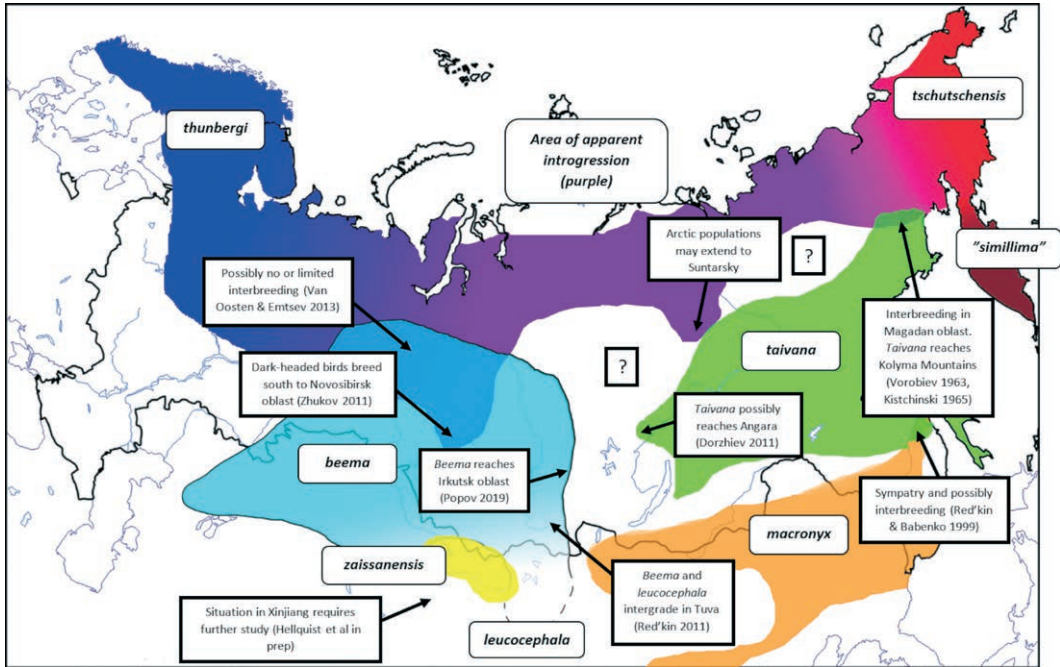 thunbergi
Area of apparent
introgression
(purple)
tschutschensis
"simillima"
Arctic populations
may extend to
Suntarsky
?
?
Possibly no or limited
interbreeding (Van
Oosten & Emtsev 2013)
Dark-headed birds breed
south to Novosibirsk
oblast (Zhukov 2011)
taivana
Interbreeding in
Magadan oblast.
Taivana reaches
Kolyma Mountains
(Vorobiev 1963,
Kistchinski 1965)
Taivana possibly
reaches Angara
(Dorzhiev 2011)
beema
Beema reaches
Irkutsk oblast
(Popov 2019)
Sympatry and possibly
interbreeding (Red'kin
& Babenko 1999)
macronyx
zaissanensis
Beema and
leucocephala
intergrade in Tuva
(Red'kin 2011)
Situation in Xinjiang requires
further study (Hellquist et al in
prep)
leucocephala